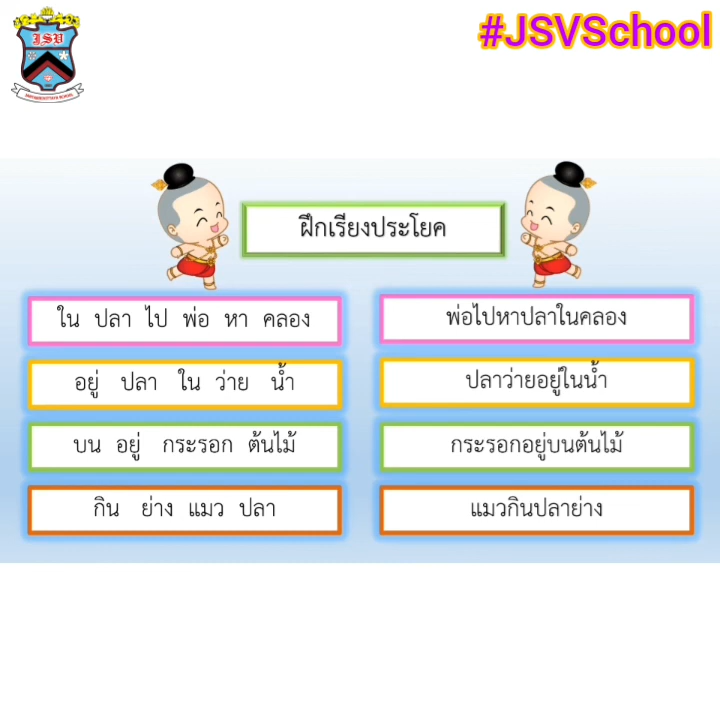 JSV
#JSVSchool
ฝึกเรียงประโยค
ใน ปลา ไป พ่อ หา คลอง
พ่อไปหาปลาในคลอง
อยู่ ปลา ใน ว่าย น้ำ
ปลาว่ายอยู่ในน้ำ
บน อยู่ กระรอก ต้นไม้
กระรอกอยู่บนต้นไม้
กิน ย่าง แมว ปลา
แมวกินปลาย่าง